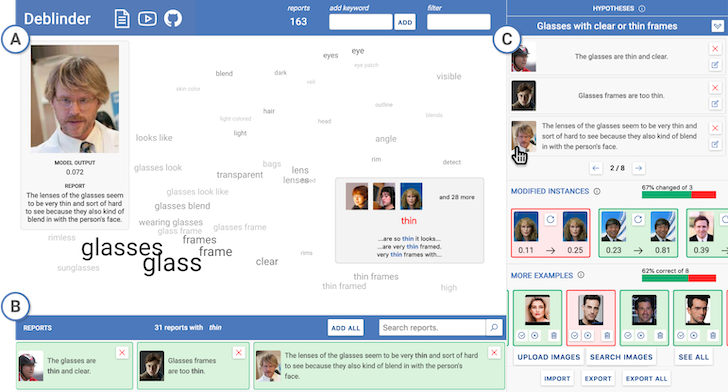 Deblinder
reports
163
add keyword
ADD
filter
A
MODEL OUTPUT
0.072
REPORT
The lenses of the glasses seem
to be very thin and sort of hard
to see because they also kind of
blend in with the person's face.
eyes
eye
blend
dark
eye patch
visible
skin color
hair
outline
light colored
head
blends
looks like
light
angle
glasses look
transparent
bags
lens
rim
detect
lenses
glasses look like
glasses blend
wearing glasses
rimless
glass frame
glasses frames
glasses
frames
frame
glass
sunglasses
clear
rims
thin frames
thin framed
high
and 28 more
thin
...are so thin it looks...
...are very thin framed.
very thin frames with...
B
REPORTS
31 reports with thin
ADD ALL
Search reports...
The glasses are
thin and clear.
Glasses frames
are too thin.
The lenses of the glasses seem to be very thin and sort of
hard to see because they also kind of blend in with the person's
face.
C
HYPOTHESES
Glasses with clear or thin frames
The glasses are thin and clear.
Glasses frames are too thin.
The lenses of the glasses seem to be very thin and
sort of hard to see because they also kind of blend
in with the person's face.
2 / 8
MODIFIED INSTANCES
67% changed of 3
0.11 → 0.25
0.23 → 0.81
0.39
MORE EXAMPLES
62% correct of 8
UPLOAD IMAGES
SEARCH IMAGES
SEE ALL
IMPORT
EXPORT
EXPORT ALL